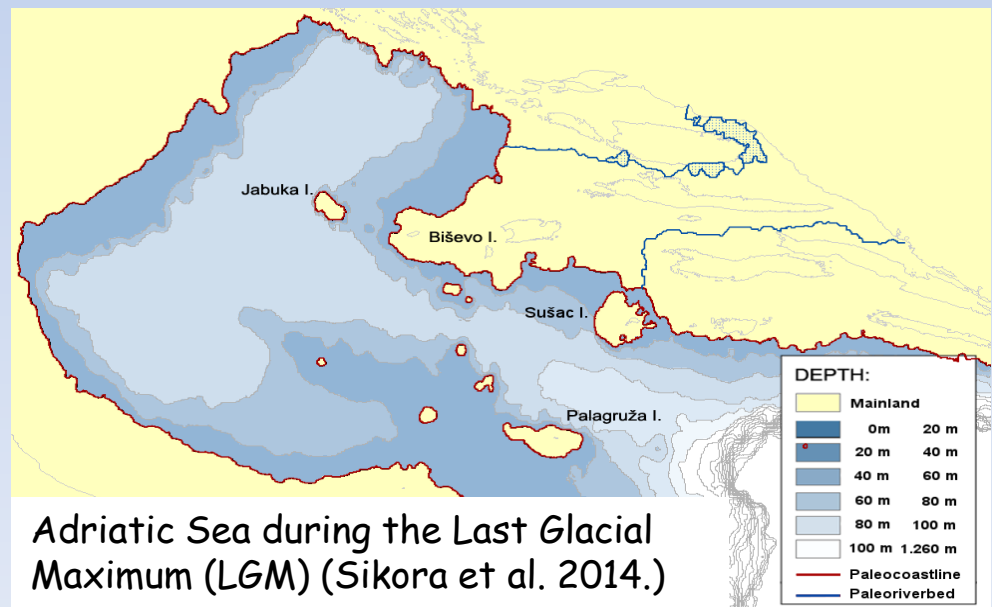 Jabuka I.
Biševo I.
Sušac I.
Palagruža I.
DEPTH:
Mainland
0m 20 m
20 m 40 m
40 m 60 m
60 m 80 m
80 m 100 m
100 m 1.260 m
Paleocoastline
Paleoriverbed
Adriatic Sea during the Last Glacial
Maximum (LGM) (Sikora et al. 2014.)